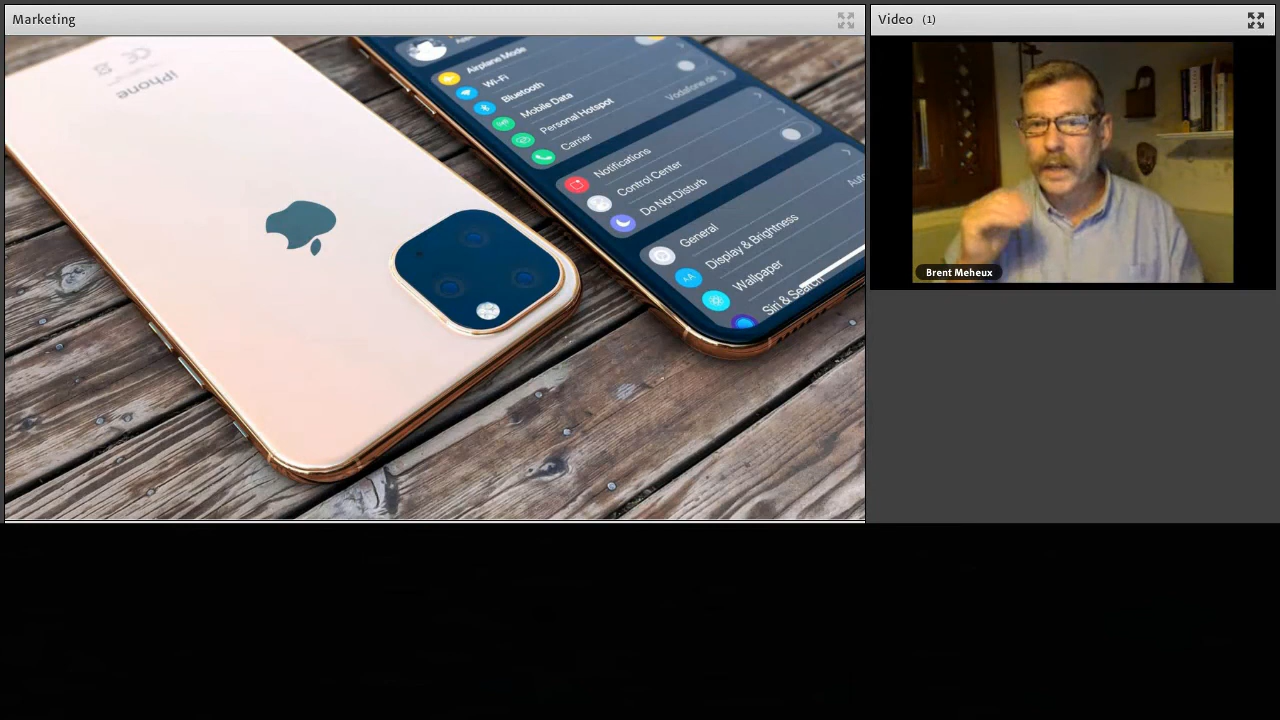 Marketing
Video (1)
iPhone
Airplane Mode
Wi-Fi
Bluetooth
Mobile Data
Personal Hotspot
Carrier
Vodafone.de
Notifications
Control Center
Do Not Disturb
General
Auto
Display & Brightness
Wallpaper
Siri & Search
Brent Meheux